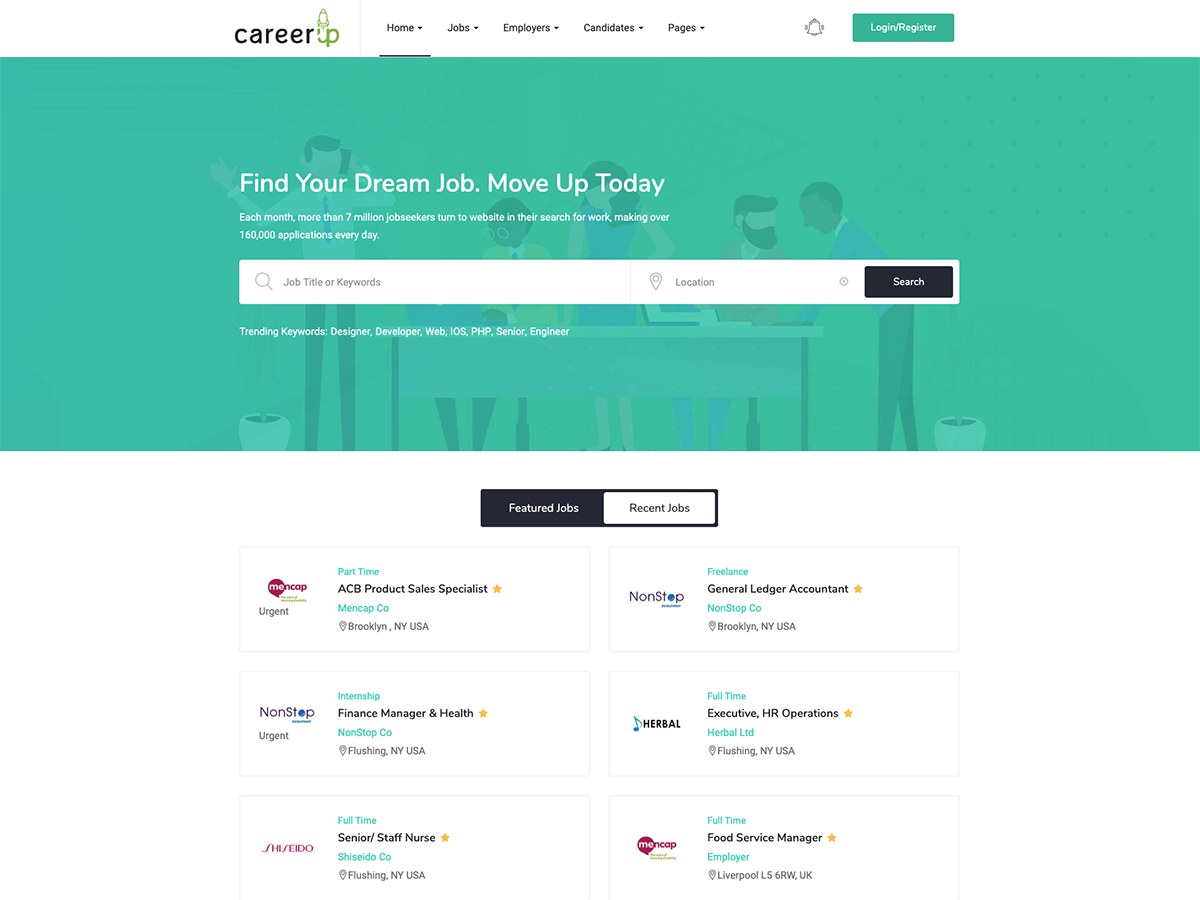 careerup
Home
Jobs
Employers
Candidates
Pages
Login/Register
Find Your Dream Job. Move Up Today
Each month, more than 7 million jobseekers turn to website in their search for work, making over
160,000 applications every day.
Job Title or Keywords
Location
Search
Trending Keywords: Designer, Developer, Web, IOS, PHP, Senior, Engineer
Featured Jobs
Recent Jobs
mencap
Urgent
Part Time
ACB Product Sales Specialist
Mencap Co
Brooklyn , NY USA
NonStop
Freelance
General Ledger Accountant
NonStop Co
Brooklyn, NY USA
NonStop
Urgent
Internship
Finance Manager & Health
NonStop Co
Flushing, NY USA
HERBAL
Full Time
Executive, HR Operations
Herbal Ltd
Flushing, NY USA
SHISEIDO
Full Time
Senior/ Staff Nurse
Shiseido Co
Flushing, NY USA
mencap
Full Time
Food Service Manager
Employer
Liverpool L5 6RW, UK